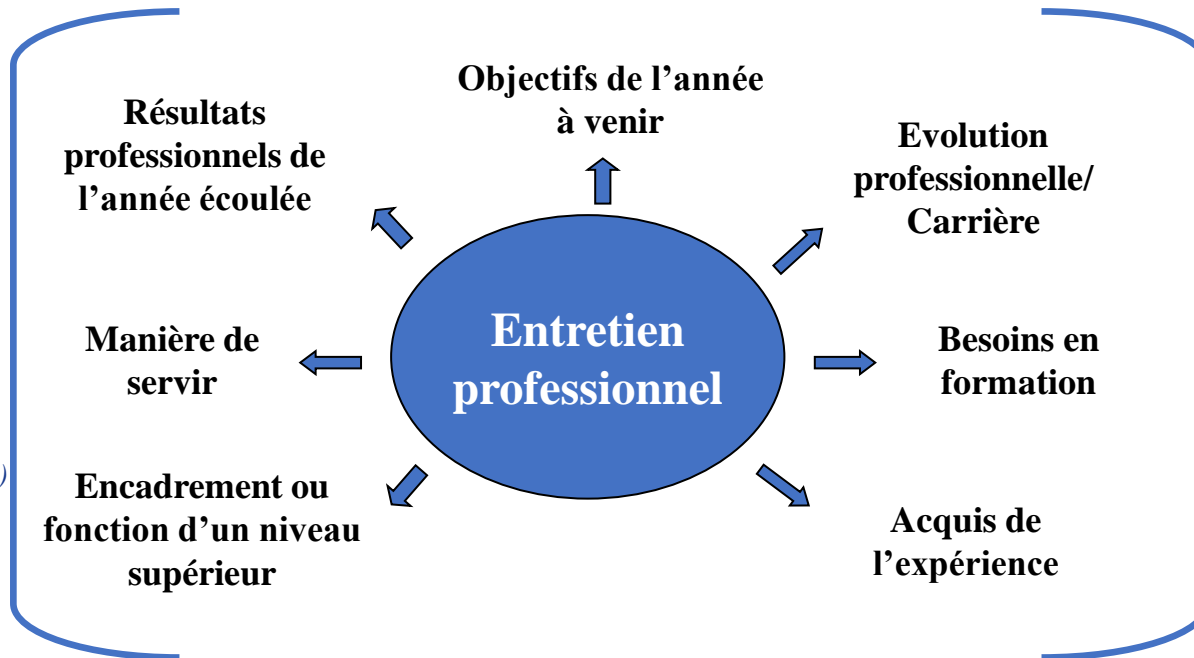 Objectifs de l’année
à venir
Résultats
professionnels de
l’année écoulée
Evolution
professionnelle/
Carrière
Entretien
professionnel
Manière de
servir
Besoins en
formation
Encadrement ou
fonction d’un niveau
supérieur
Acquis de
l’expérience
)